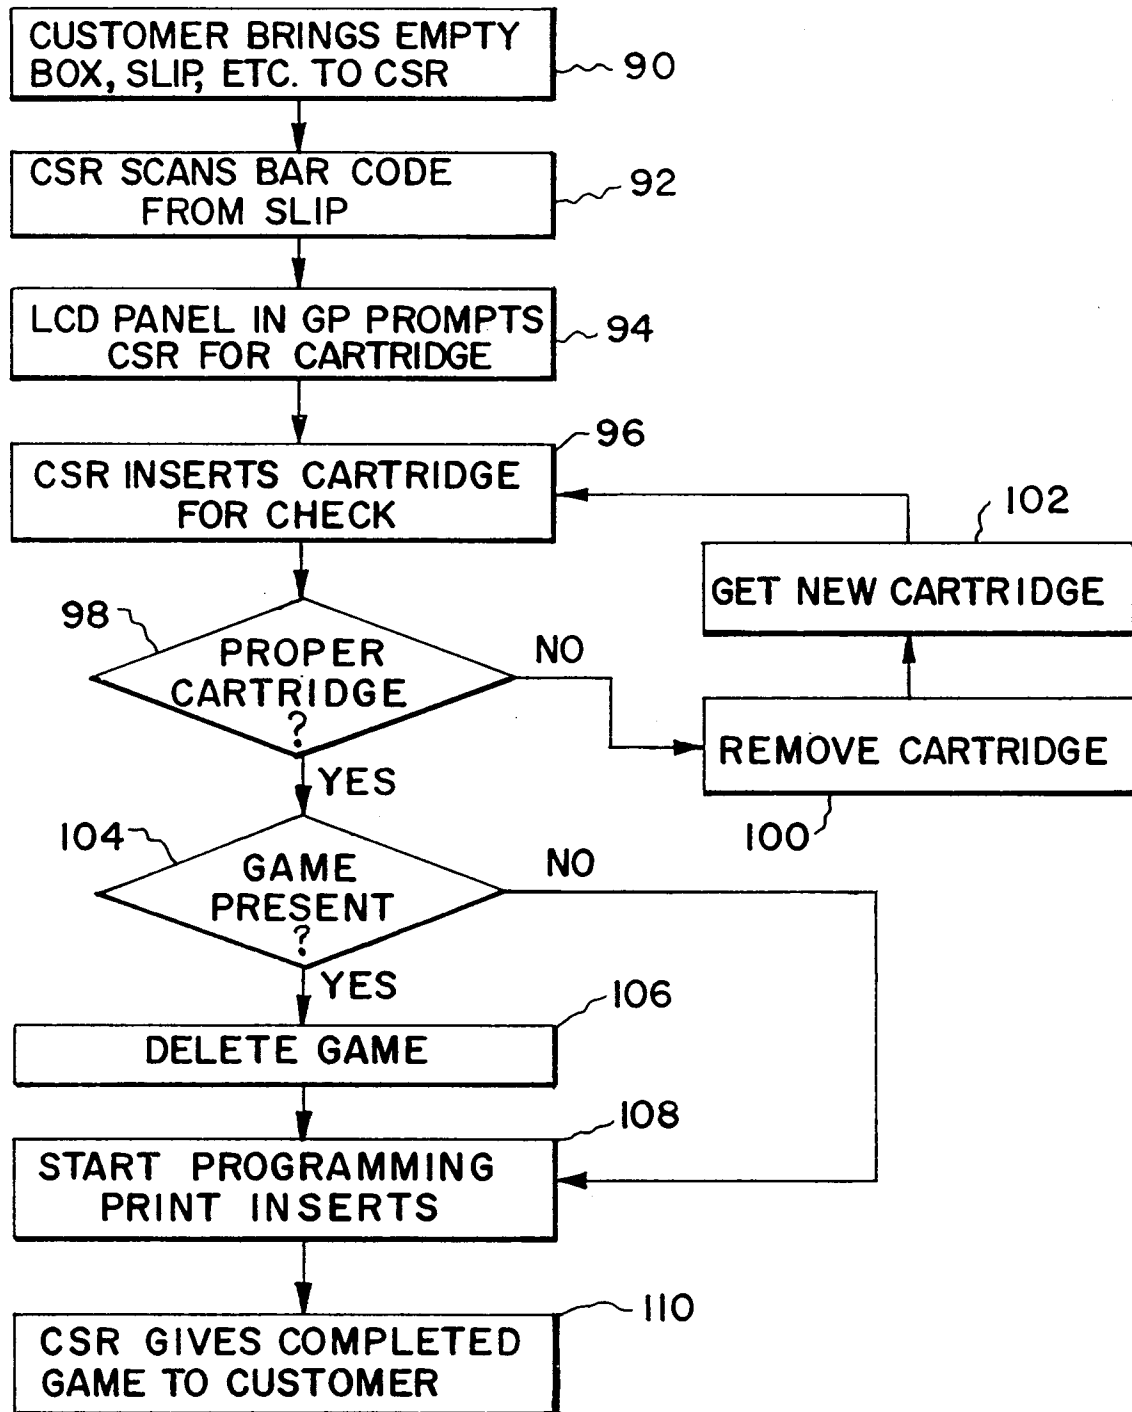 CUSTOMER BRINGS EMPTY
BOX, SLIP, ETC. TO CSR
90
CSR SCANS BAR CODE
FROM SLIP
92
LCD PANEL IN GP PROMPTS
CSR FOR CARTRIDGE
94
96
CSR INSERTS CARTRIDGE
FOR CHECK
102
GET NEW CARTRIDGE
98
PROPER
CARTRIDGE
?
NO
REMOVE CARTRIDGE
100
YES
104
GAME
PRESENT
?
NO
YES
106
DELETE GAME
108
START PROGRAMMING
PRINT INSERTS
110
CSR GIVES COMPLETED
GAME TO CUSTOMER